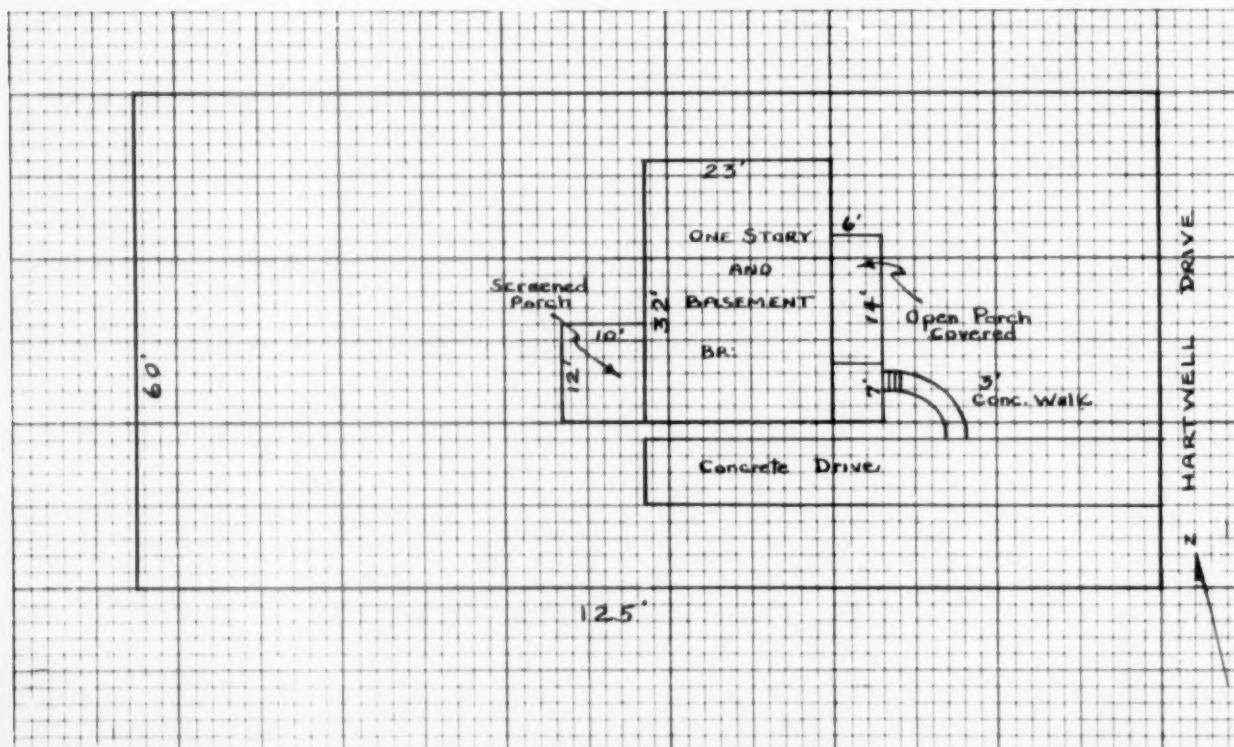 23'
6'
ONE STORY
AND
BASEMENT
BR:
32'
Screened
Porch
10'
12'
14'
Open Porch
Covered
7'
3'
Conc. Walk
Concrete Drive
60'
125'
HARTWELL DRIVE
N